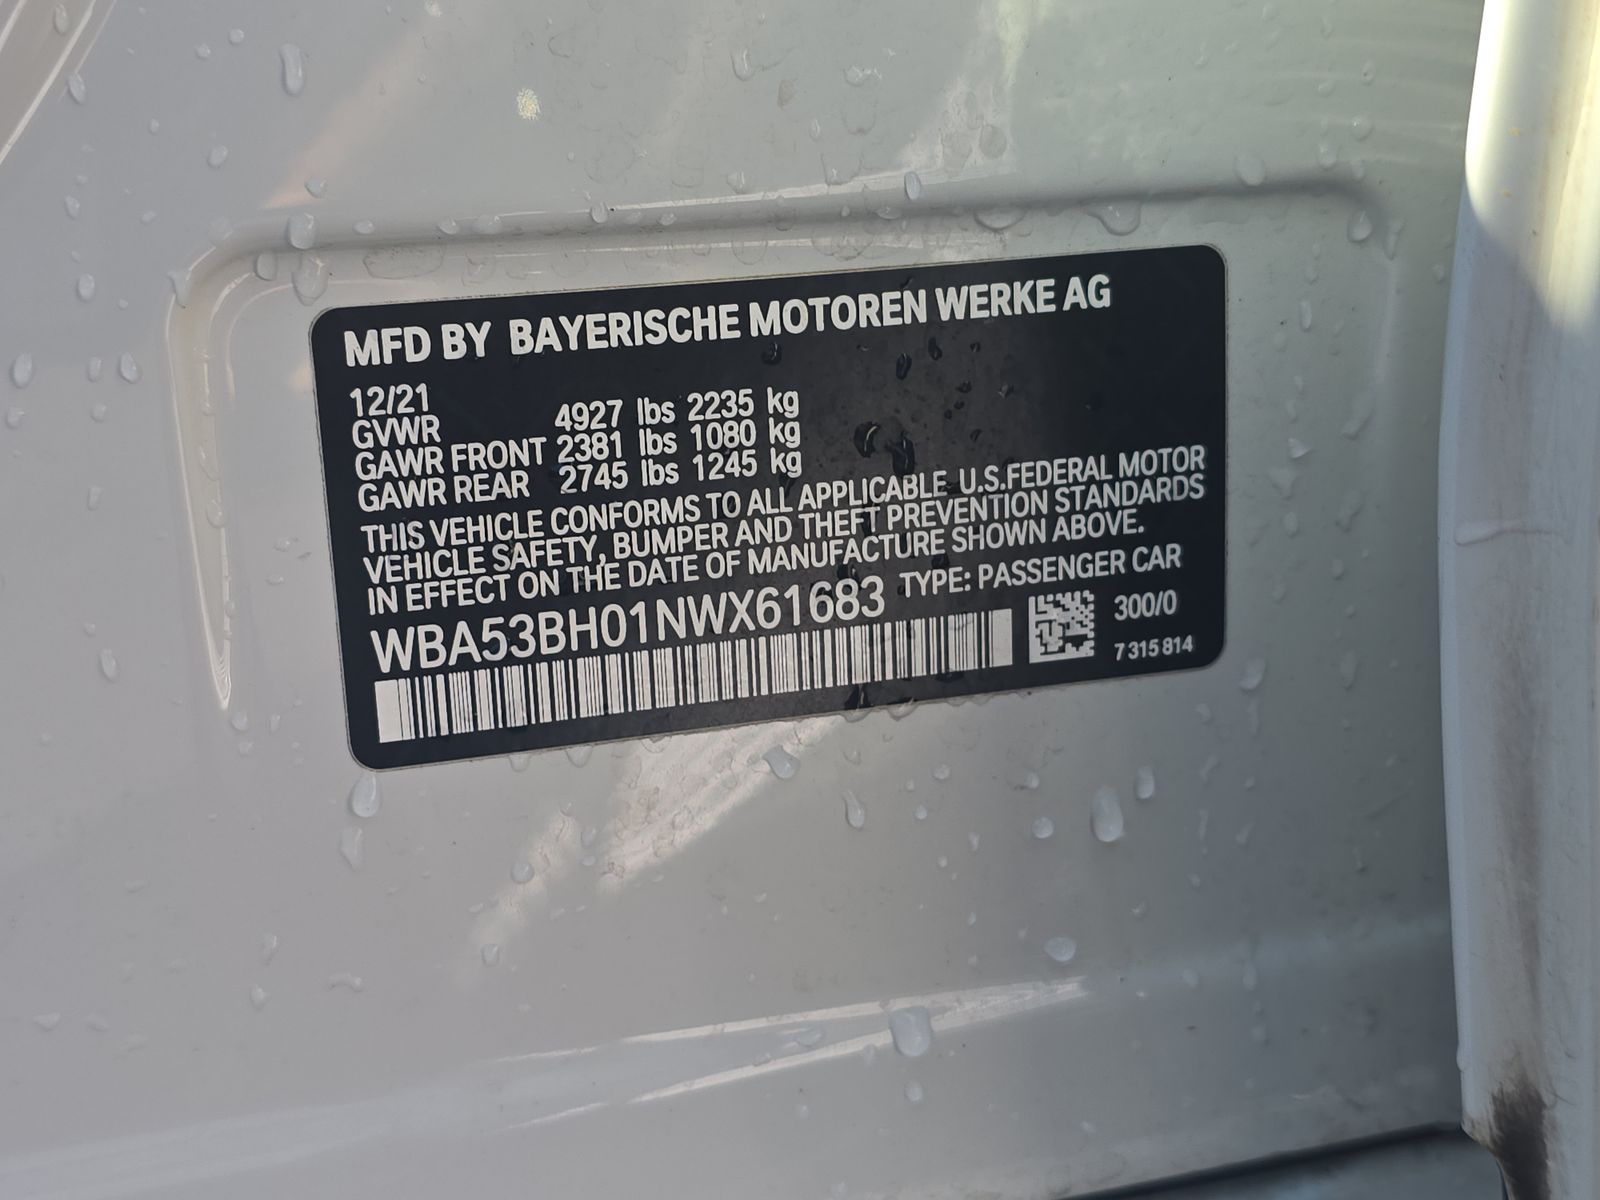 MFD BY BAYERISCHE MOTOREN WERKE AG
12/21
GVWR 4927 lbs 2235 kg
GAWR FRONT 2381 lbs 1080 kg
GAWR REAR 2745 lbs 1245 kg
THIS VEHICLE CONFORMS TO ALL APPLICABLE U.S.FEDERAL MOTOR
VEHICLE SAFETY, BUMPER AND THEFT PREVENTION STANDARDS
IN EFFECT ON THE DATE OF MANUFACTURE SHOWN ABOVE.
WBA53BH01NWX61683 TYPE: PASSENGER CAR
300/0
7 315 814